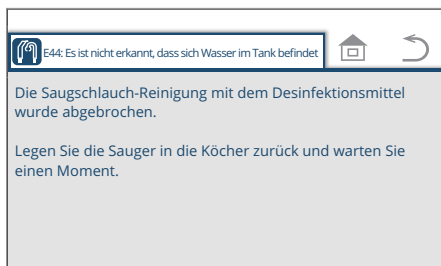 E44: Es ist nicht erkannt, dass sich Wasser im Tank befindet
Die Saugschlauch-Reinigung mit dem Desinfektionsmittel
wurde abgebrochen.
Legen Sie die Sauger in die Köcher zurück und warten Sie
einen Moment.